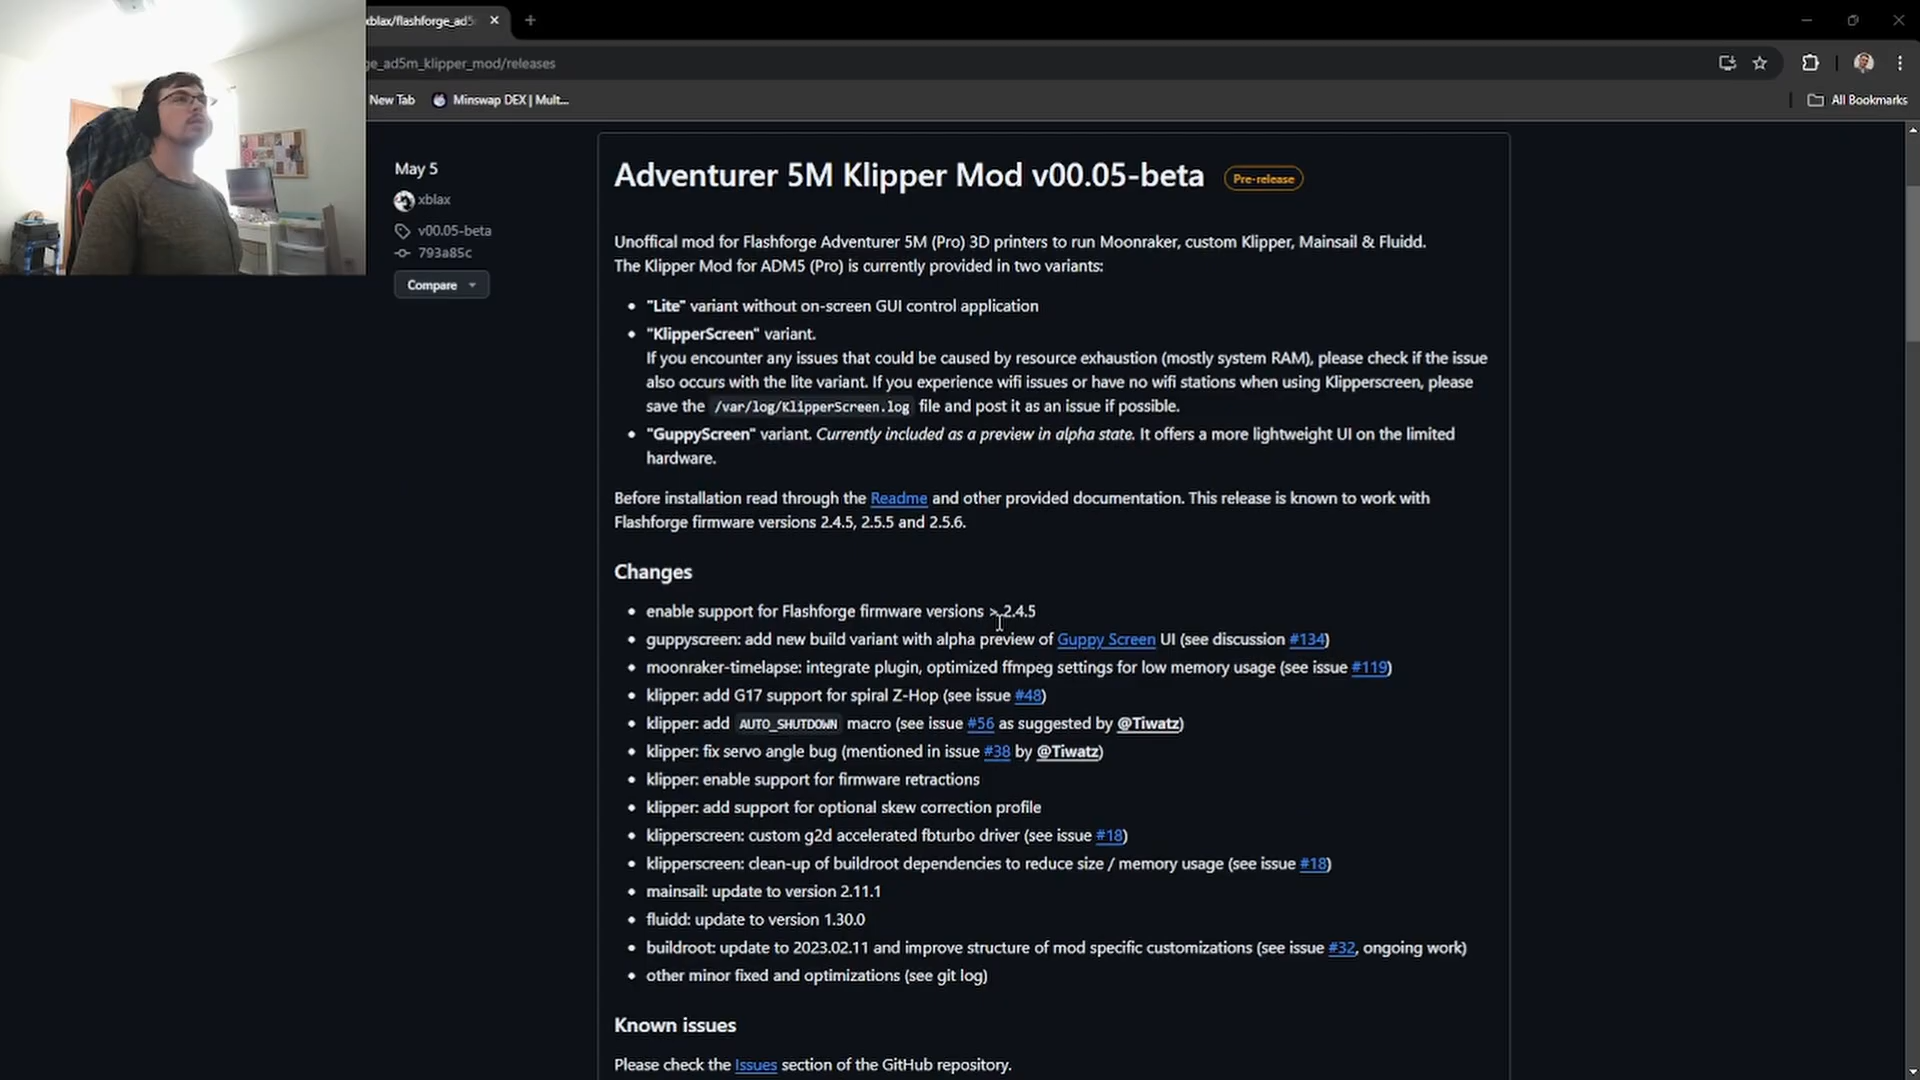 xblax/flashforge_ad5
ge_ad5m_klipper_mod/releases
New Tab
Minswap DEX | Mult...
All Bookmarks
May 5
xblax
v00.05-beta
793a85c
Compare
Adventurer 5M Klipper Mod v00.05-beta
Pre-release
Unoffical mod for Flashforge Adventurer 5M (Pro) 3D printers to run Moonraker, custom Klipper, Mainsail & Fluidd.
The Klipper Mod for ADM5 (Pro) is currently provided in two variants:
"Lite" variant without on-screen GUI control application
"KlipperScreen" variant.
If you encounter any issues that could be caused by resource exhaustion (mostly system RAM), please check if the issue
also occurs with the lite variant. If you experience wifi issues or have no wifi stations when using Klipperscreen, please
save the /var/log/KlipperScreen.log file and post it as an issue if possible.
"GuppyScreen" variant. Currently included as a preview in alpha state. It offers a more lightweight UI on the limited
hardware.
Before installation read through the Readme and other provided documentation. This release is known to work with
Flashforge firmware versions 2.4.5, 2.5.5 and 2.5.6.
Changes
enable support for Flashforge firmware versions > 2.4.5
guppyscreen: add new build variant with alpha preview of Guppy Screen UI (see discussion #134)
moonraker-timelapse: integrate plugin, optimized ffmpeg settings for low memory usage (see issue #119)
klipper: add G17 support for spiral Z-Hop (see issue #48)
klipper: add AUTO_SHUTDOWN macro (see issue #56 as suggested by @Tiwatz)
klipper: fix servo angle bug (mentioned in issue #38 by @Tiwatz)
klipper: enable support for firmware retractions
klipper: add support for optional skew correction profile
klipperscreen: custom g2d accelerated fbturbo driver (see issue #18)
klipperscreen: clean-up of buildroot dependencies to reduce size / memory usage (see issue #18)
mainsail: update to version 2.11.1
fluidd: update to version 1.30.0
buildroot: update to 2023.02.11 and improve structure of mod specific customizations (see issue #32, ongoing work)
other minor fixed and optimizations (see git log)
Known issues
Please check the Issues section of the GitHub repository.